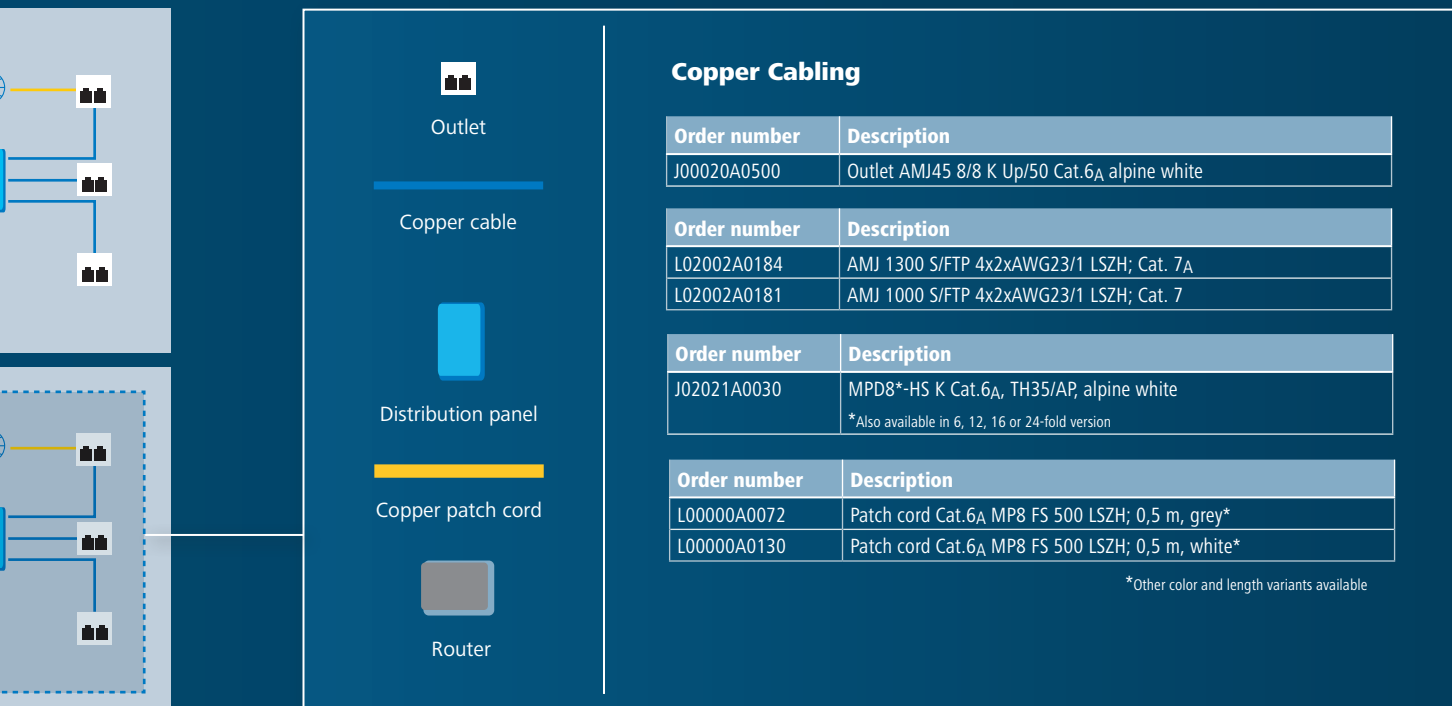 Outlet
Copper cable
Distribution panel
Copper patch cord
Router
Copper Cabling
Order number Description
J00020A0500 Outlet AMJ45 8/8 K Up/50 Cat.6A alpine white
Order number Description
L02002A0184 AMJ 1300 S/FTP 4x2xAWG23/1 LSZH; Cat. 7A
L02002A0181 AMJ 1000 S/FTP 4x2xAWG23/1 LSZH; Cat. 7
Order number Description
J02021A0030 MPD8*-HS K Cat.6A, TH35/AP, alpine white
*Also available in 6, 12, 16 or 24-fold version
Order number Description
L00000A0072 Patch cord Cat.6A MP8 FS 500 LSZH; 0,5 m, grey*
L00000A0130 Patch cord Cat.6A MP8 FS 500 LSZH; 0,5 m, white*
*Other color and length variants available